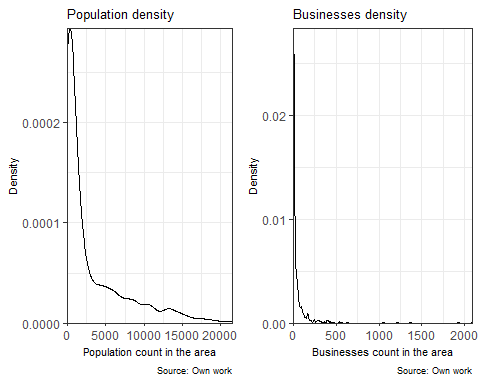 Population density
Density
0.0002
0.0001
0.0000
0
5000
10000
15000
20000
Population count in the area
Source: Own work
Businesses density
Density
0.02
0.01
0.00
0
500
1000
1500
2000
Businesses count in the area
Source: Own work